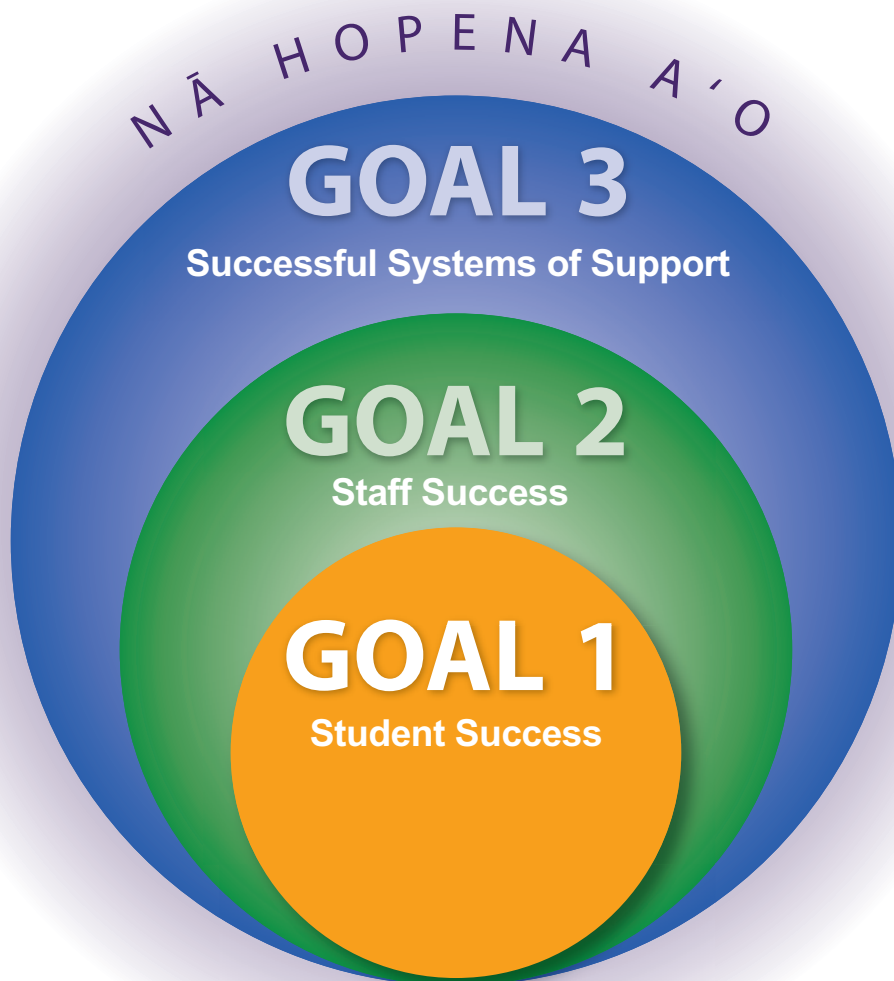 NĀ HOPENA AʻO
GOAL 3
Successful Systems of Support
GOAL 2
Staff Success
GOAL 1
Student Success